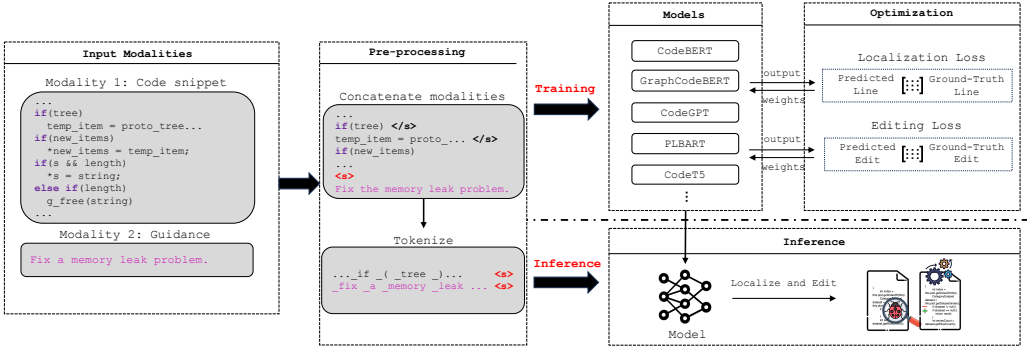 Input Modalities
Modality 1: Code snippet
...
if(tree)
temp_item = proto_tree...
if(new_items)
*new_items = temp_item;
if(s && length)
*s = string;
else if(length)
g_free(string)
...
Modality 2: Guidance
Fix a memory leak problem.
Pre-processing
Concatenate modalities
...
if(tree) </s>
temp_item = proto_... </s>
if(new_items)
...
<s>
Fix the memory leak problem.
Tokenize
..._if _( _tree _)... <s>
_fix _a _memory _leak ... <s>
Training
Inference
Models
CodeBERT
GraphCodeBERT
CodeGPT
PLBART
CodeT5
...
output
weights
output
weights
Optimization
Localization Loss
Predicted Line
Ground-Truth Line
Editing Loss
Predicted Edit
Ground-Truth Edit
Inference
Model
Localize and Edit